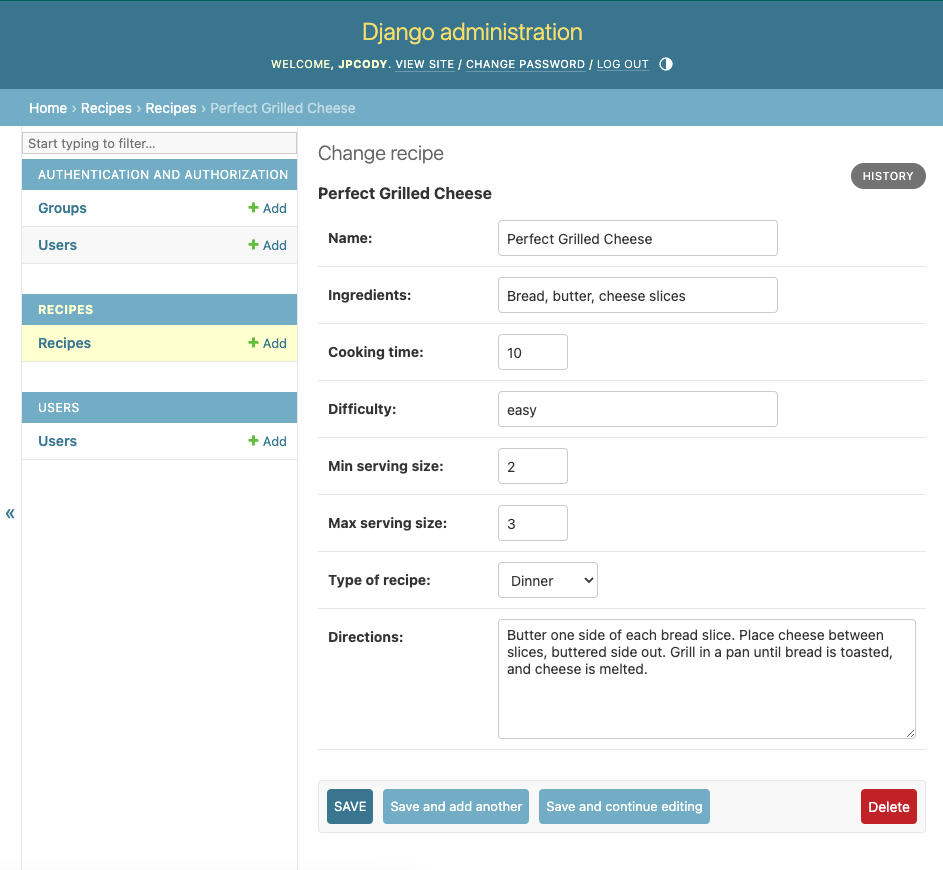 Django administration
WELCOME, JPCODY. VIEW SITE / CHANGE PASSWORD / LOG OUT
Home › Recipes › Recipes › Perfect Grilled Cheese
Start typing to filter...
AUTHENTICATION AND AUTHORIZATION
Groups + Add
Users + Add
RECIPES
Recipes + Add
USERS
Users + Add
«
Change recipe
HISTORY
Perfect Grilled Cheese
Name: Perfect Grilled Cheese
Ingredients: Bread, butter, cheese slices
Cooking time: 10
Difficulty: easy
Min serving size: 2
Max serving size: 3
Type of recipe: Dinner
Directions: Butter one side of each bread slice. Place cheese between
slices, buttered side out. Grill in a pan until bread is toasted,
and cheese is melted.
SAVE Save and add another Save and continue editing Delete